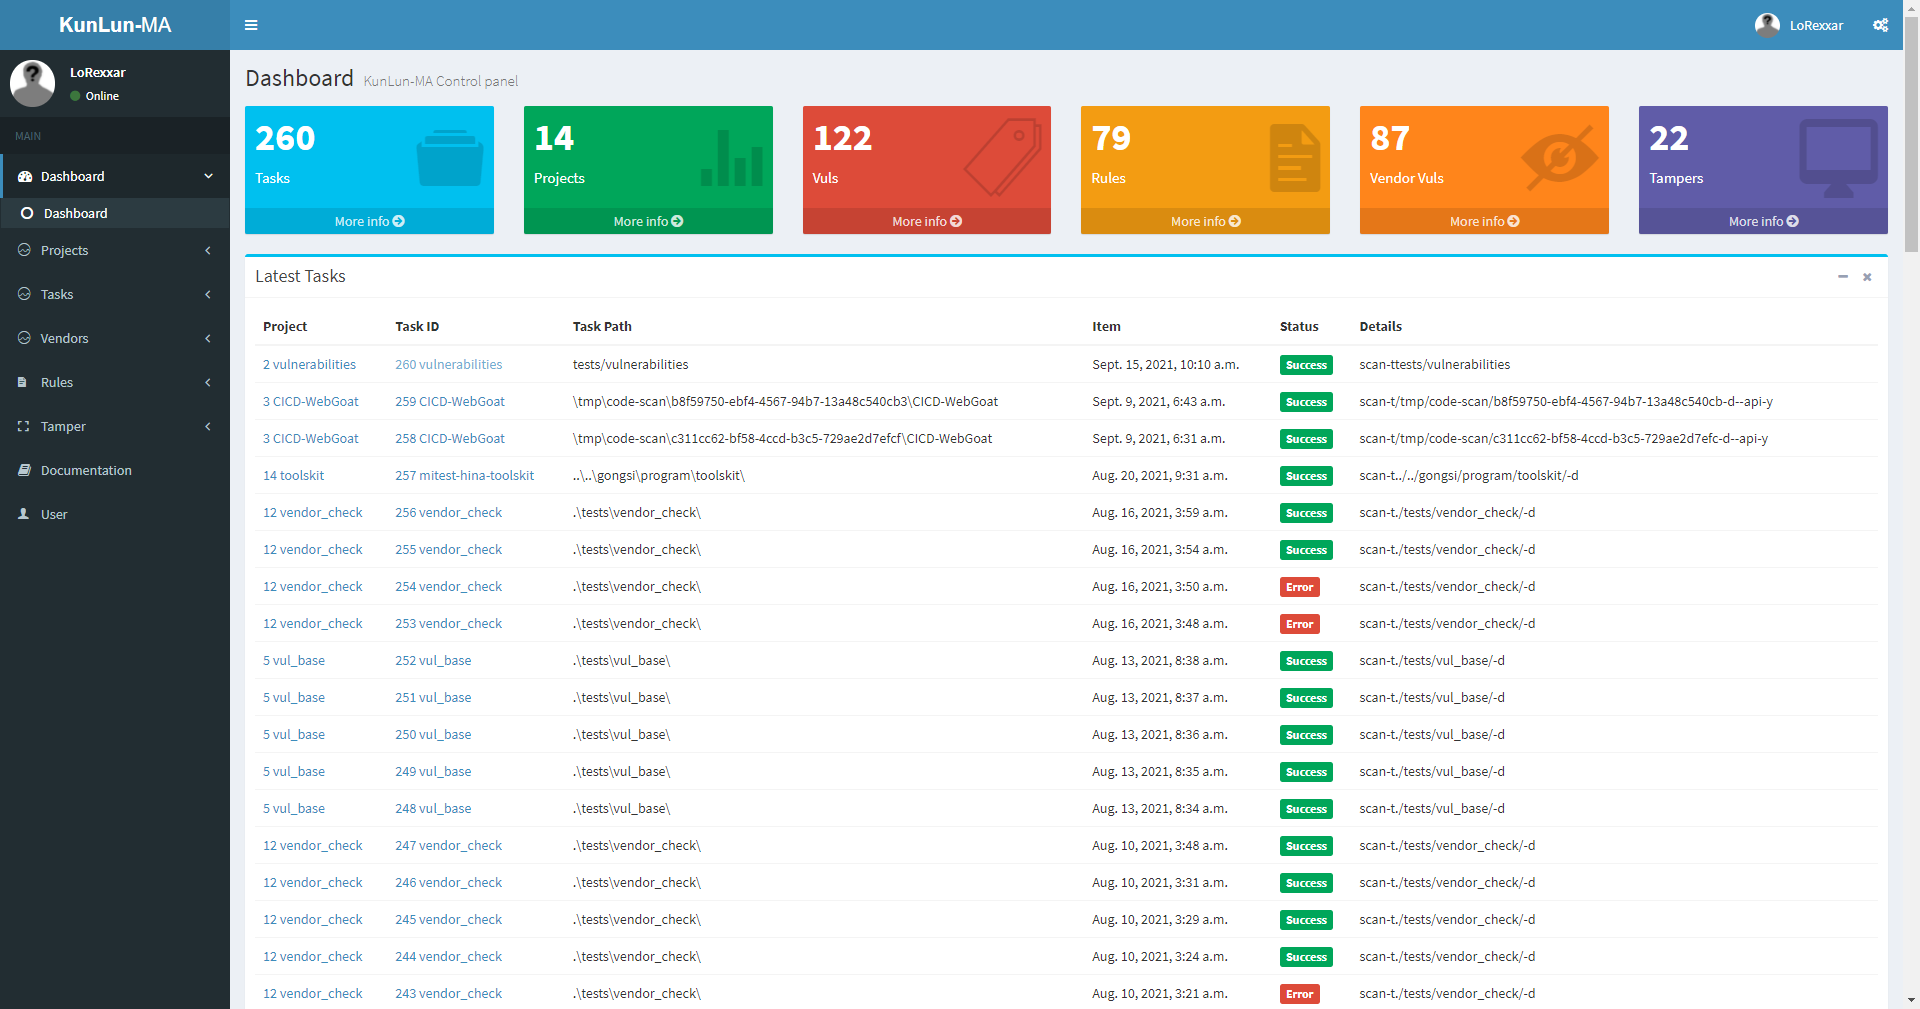 KunLun-MA
LoRexxar
LoRexxar
Online
MAIN
Dashboard
Dashboard
Projects
Tasks
Vendors
Rules
Tamper
Documentation
User
Dashboard KunLun-MA Control panel
260
Tasks
More info
14
Projects
More info
122
Vuls
More info
79
Rules
More info
87
Vendor Vuls
More info
22
Tampers
More info
Latest Tasks
Project Task ID Task Path Item Status Details
2 vulnerabilities 260 vulnerabilities tests/vulnerabilities Sept. 15, 2021, 10:10 a.m. Success scan-ttests/vulnerabilities
3 CICD-WebGoat 259 CICD-WebGoat \tmp\code-scan\b8f59750-ebf4-4567-94b7-13a48c540cb3\CICD-WebGoat Sept. 9, 2021, 6:43 a.m. Success scan-t/tmp/code-scan/b8f59750-ebf4-4567-94b7-13a48c540cb-d--api-y
3 CICD-WebGoat 258 CICD-WebGoat \tmp\code-scan\c311cc62-bf58-4ccd-b3c5-729ae2d7efcf\CICD-WebGoat Sept. 9, 2021, 6:31 a.m. Success scan-t/tmp/code-scan/c311cc62-bf58-4ccd-b3c5-729ae2d7efc-d--api-y
14 toolskit 257 mitest-hina-toolskit ..\..\gongsi\program\toolskit\ Aug. 20, 2021, 9:31 a.m. Success scan-t../../gongsi/program/toolskit/-d
12 vendor_check 256 vendor_check .\tests\vendor_check\ Aug. 16, 2021, 3:59 a.m. Success scan-t./tests/vendor_check/-d
12 vendor_check 255 vendor_check .\tests\vendor_check\ Aug. 16, 2021, 3:54 a.m. Success scan-t./tests/vendor_check/-d
12 vendor_check 254 vendor_check .\tests\vendor_check\ Aug. 16, 2021, 3:50 a.m. Error scan-t./tests/vendor_check/-d
12 vendor_check 253 vendor_check .\tests\vendor_check\ Aug. 16, 2021, 3:48 a.m. Error scan-t./tests/vendor_check/-d
5 vul_base 252 vul_base .\tests\vul_base\ Aug. 13, 2021, 8:38 a.m. Success scan-t./tests/vul_base/-d
5 vul_base 251 vul_base .\tests\vul_base\ Aug. 13, 2021, 8:37 a.m. Success scan-t./tests/vul_base/-d
5 vul_base 250 vul_base .\tests\vul_base\ Aug. 13, 2021, 8:36 a.m. Success scan-t./tests/vul_base/-d
5 vul_base 249 vul_base .\tests\vul_base\ Aug. 13, 2021, 8:35 a.m. Success scan-t./tests/vul_base/-d
5 vul_base 248 vul_base .\tests\vul_base\ Aug. 13, 2021, 8:34 a.m. Success scan-t./tests/vul_base/-d
12 vendor_check 247 vendor_check .\tests\vendor_check\ Aug. 10, 2021, 3:48 a.m. Success scan-t./tests/vendor_check/-d
12 vendor_check 246 vendor_check .\tests\vendor_check\ Aug. 10, 2021, 3:31 a.m. Success scan-t./tests/vendor_check/-d
12 vendor_check 245 vendor_check .\tests\vendor_check\ Aug. 10, 2021, 3:29 a.m. Success scan-t./tests/vendor_check/-d
12 vendor_check 244 vendor_check .\tests\vendor_check\ Aug. 10, 2021, 3:24 a.m. Success scan-t./tests/vendor_check/-d
12 vendor_check 243 vendor_check .\tests\vendor_check\ Aug. 10, 2021, 3:21 a.m. Error scan-t./tests/vendor_check/-d